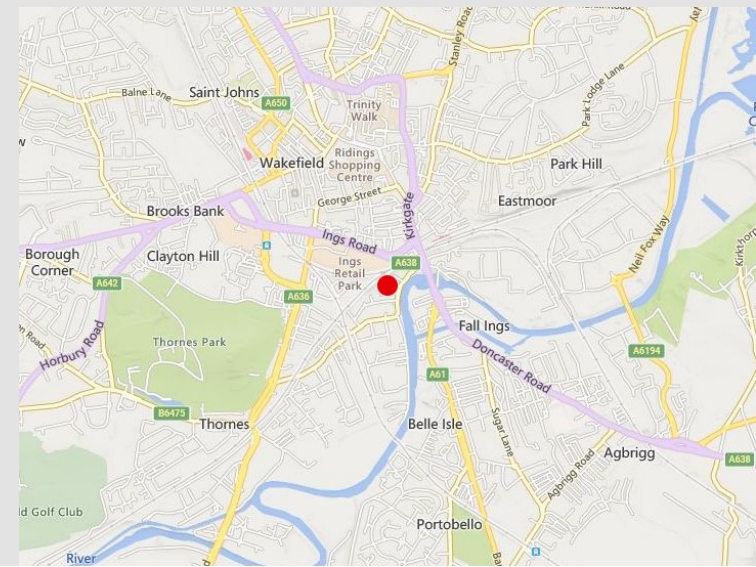 Stanley Road
Balne Lane
Saint Johns
A650
Trinity
Walk
Park Lodge Lane
Wakefield
Ridings
Shopping
Centre
Park Hill
George Street
Eastmoor
Brooks Bank
Kirkgate
Ings Road
Neil Fox Way
Borough
Corner
Clayton Hill
Ings
Retail
Park
A638
A642
A636
Thornes Park
Fall Ings
Horbury Road
Doncaster Road
A6194
A61
B6475
Thornes
Belle Isle
Sugar Lane
Agbrigg Road
Agbrigg
A638
ld Golf Club
Portobello
River